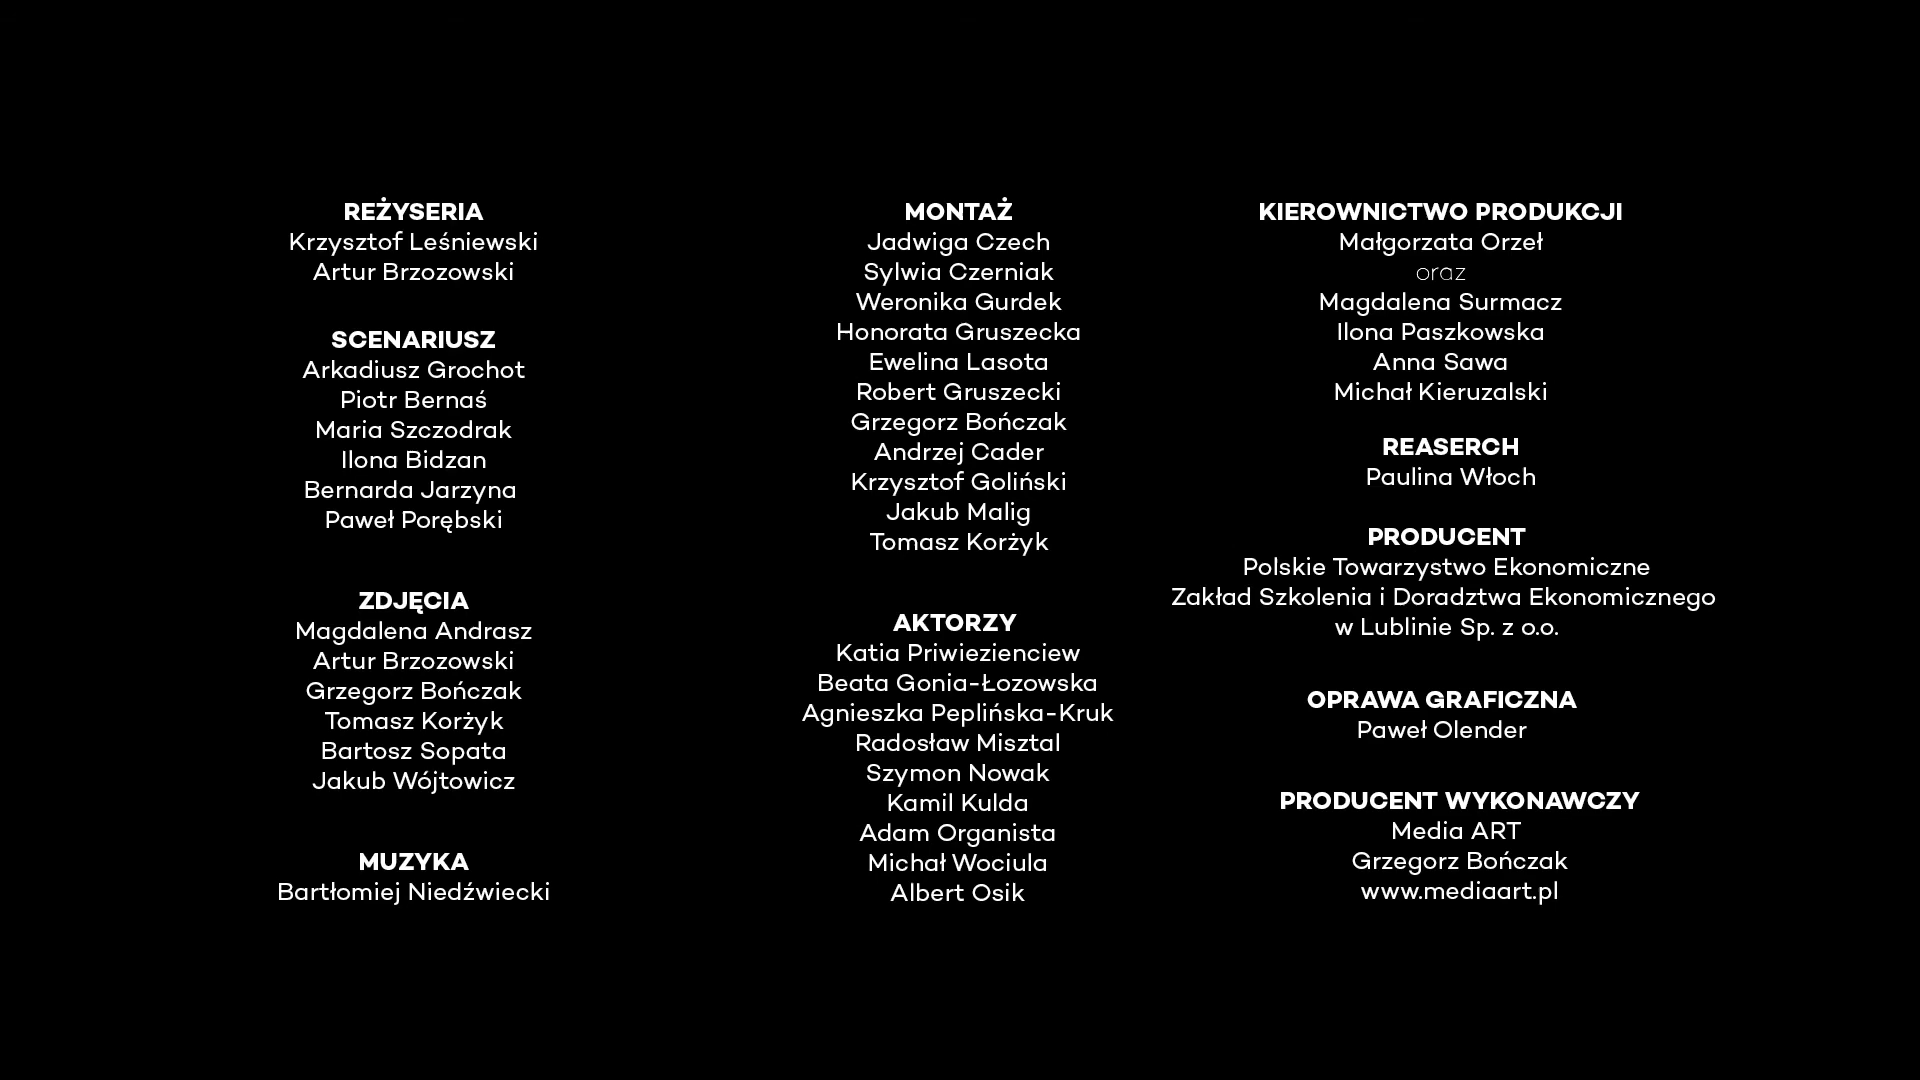 REŻYSERIA
Krzysztof Leśniewski
Artur Brzozowski
SCENARIUSZ
Arkadiusz Grochot
Piotr Bernaś
Maria Szczodrak
Ilona Bidzan
Bernarda Jarzyna
Paweł Porębski
ZDJĘCIA
Magdalena Andrasz
Artur Brzozowski
Grzegorz Bończak
Tomasz Korżyk
Bartosz Sopata
Jakub Wójtowicz
MUZYKA
Bartłomiej Niedźwiecki
MONTAŻ
Jadwiga Czech
Sylwia Czerniak
Weronika Gurdek
Honorata Gruszecka
Ewelina Lasota
Robert Gruszecki
Grzegorz Bończak
Andrzej Cader
Krzysztof Goliński
Jakub Malig
Tomasz Korżyk
AKTORZY
Katia Priwiezienciew
Beata Gonia-Łozowska
Agnieszka Peplińska-Kruk
Radosław Misztal
Szymon Nowak
Kamil Kulda
Adam Organista
Michał Wociula
Albert Osik
KIEROWNICTWO PRODUKCJI
Małgorzata Orzeł
oraz
Magdalena Surmacz
Ilona Paszkowska
Anna Sawa
Michał Kieruzalski
REASERCH
Paulina Włoch
PRODUCENT
Polskie Towarzystwo Ekonomiczne
Zakład Szkolenia i Doradztwa Ekonomicznego
w Lublinie Sp. z o.o.
OPRAWA GRAFICZNA
Paweł Olender
PRODUCENT WYKONAWCZY
Media ART
Grzegorz Bończak
www.mediaart.pl